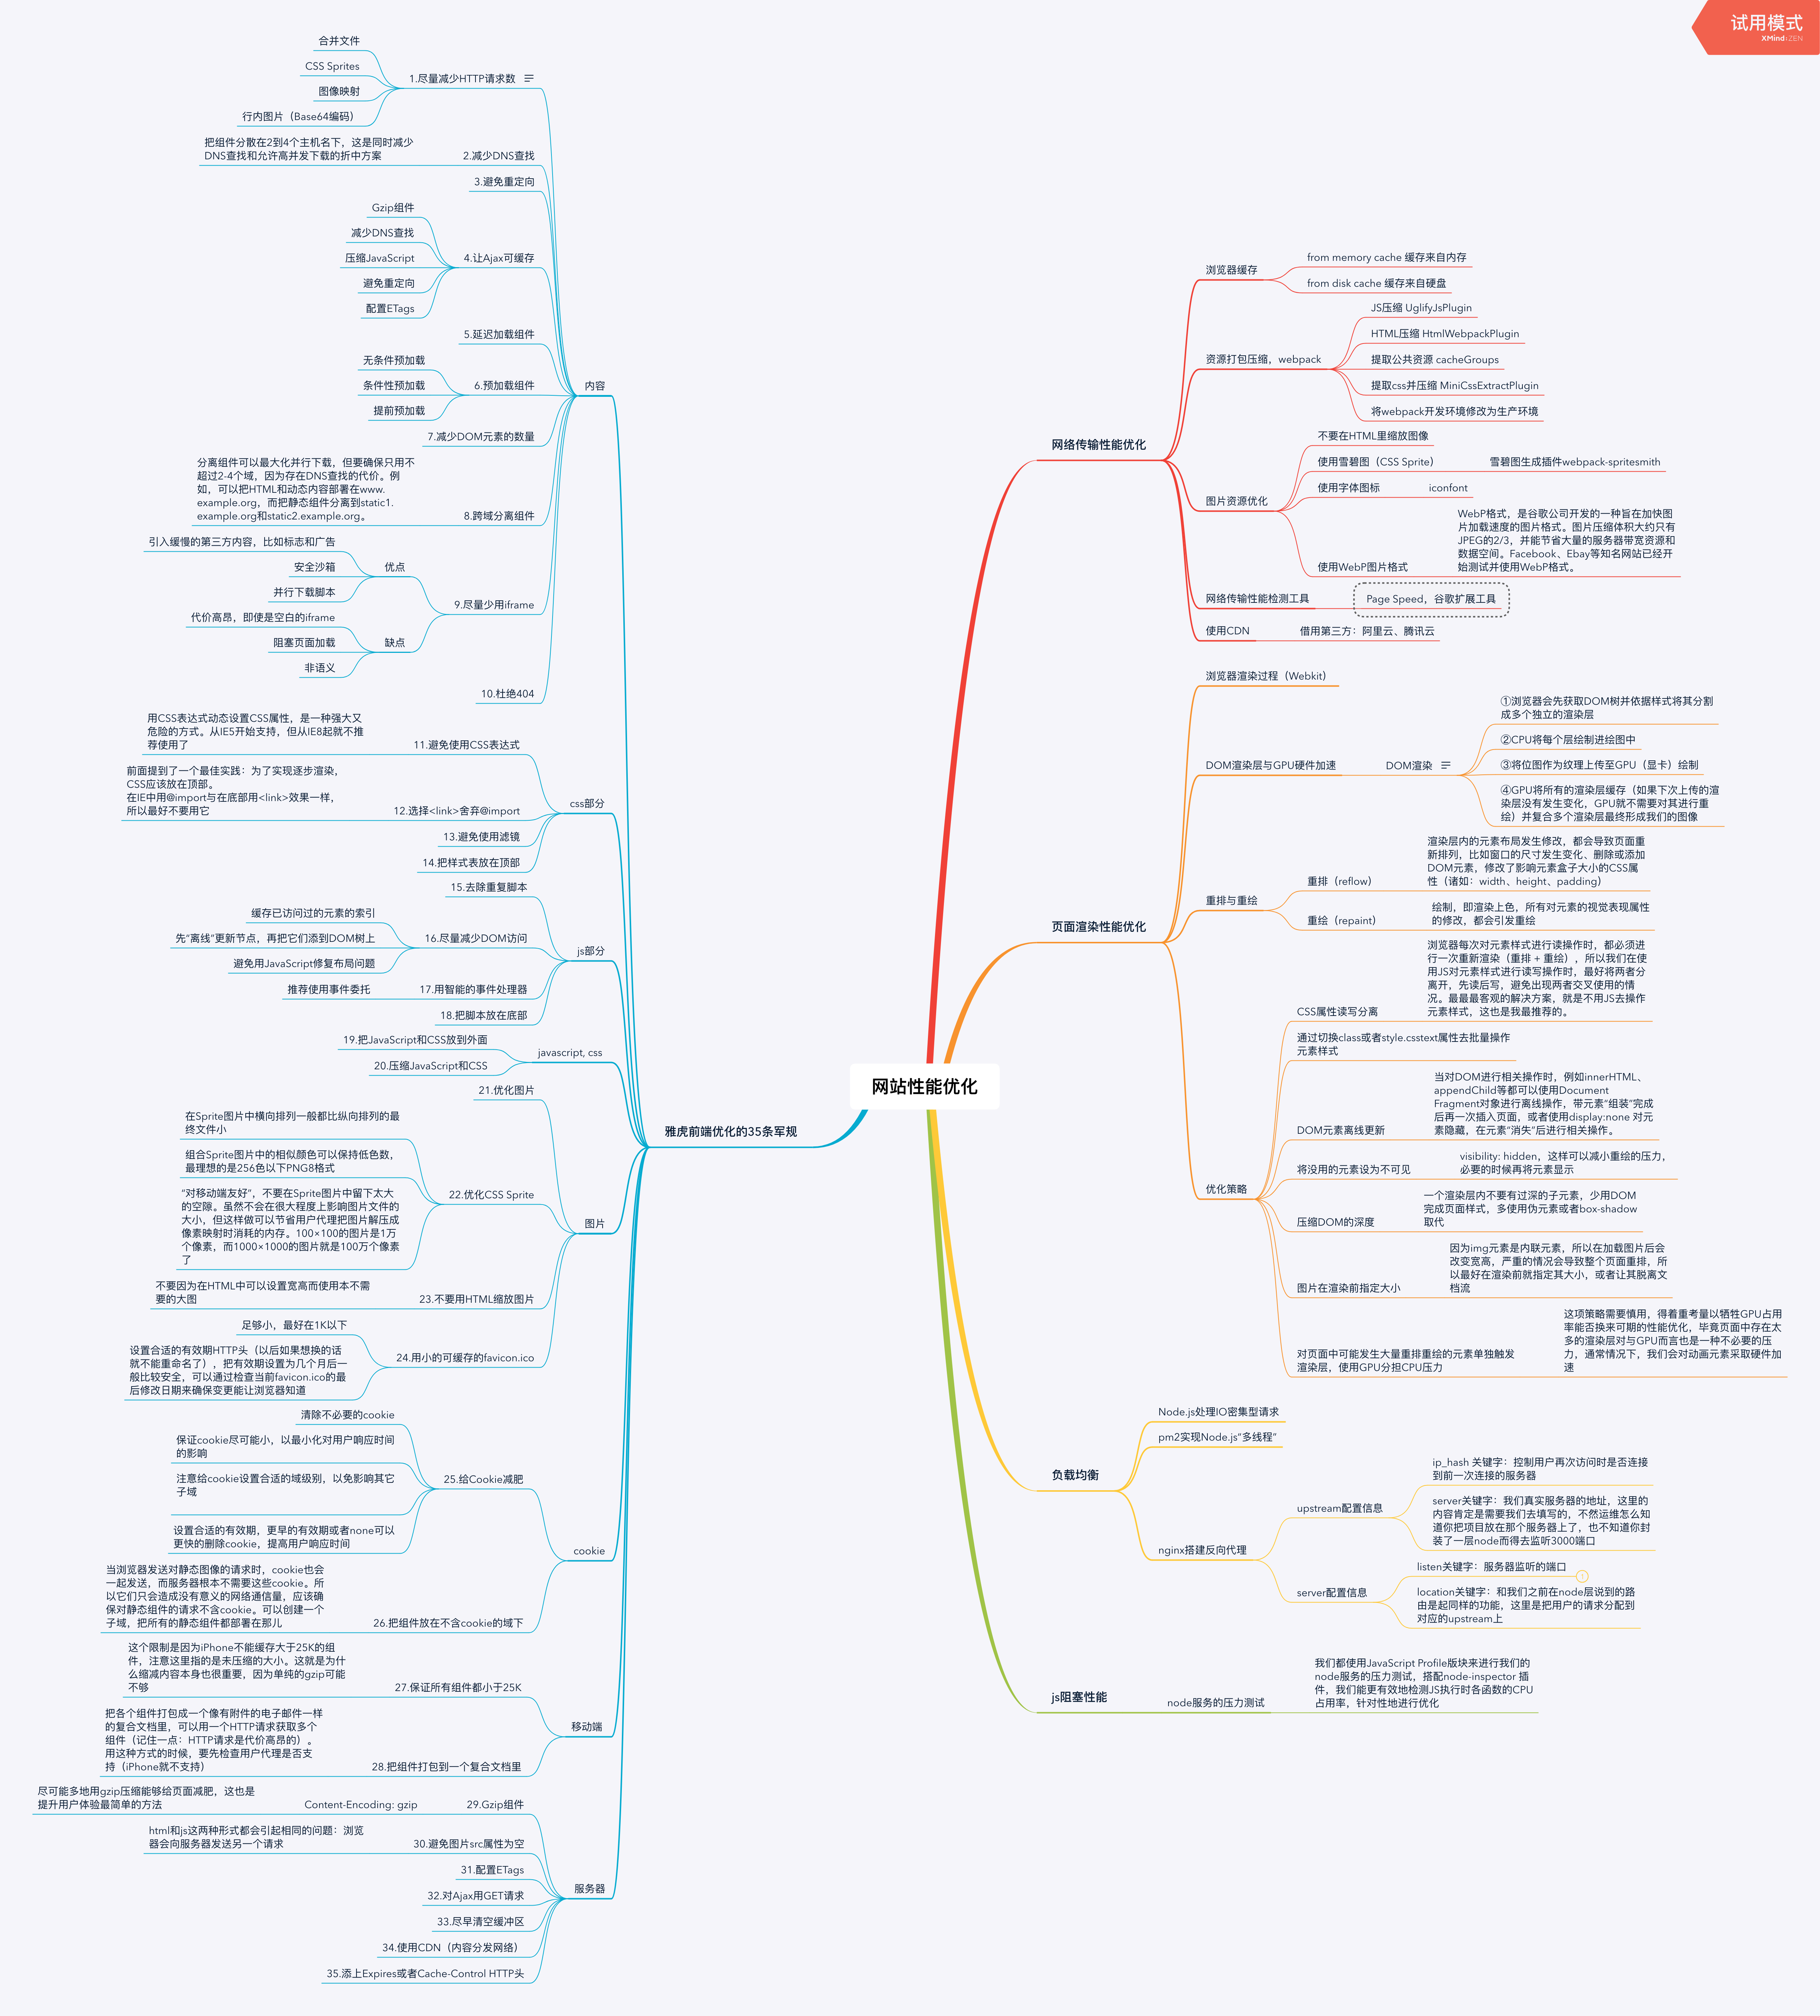 试用模式
XMind:ZEN
网站性能优化
网络传输性能优化
浏览器缓存
from memory cache 缓存来自内存
from disk cache 缓存来自硬盘
资源打包压缩，webpack
JS压缩 UglifyJsPlugin
HTML压缩 HtmlWebpackPlugin
提取公共资源 cacheGroups
提取css并压缩 MiniCssExtractPlugin
将webpack开发环境修改为生产环境
图片资源优化
不要在HTML里缩放图像
使用雪碧图（CSS Sprite）
雪碧图生成插件webpack-spritesmith
使用字体图标
iconfont
使用WebP图片格式
WebP格式，是谷歌公司开发的一种旨在加快图
片加载速度的图片格式。图片压缩体积大约只有
JPEG的2/3，并能节省大量的服务器带宽资源和
数据空间。Facebook、Ebay等知名网站已经开
始测试并使用WebP格式。
网络传输性能检测工具
Page Speed，谷歌扩展工具
使用CDN
借用第三方：阿里云、腾讯云
页面渲染性能优化
浏览器渲染过程（Webkit）
DOM渲染层与GPU硬件加速
DOM渲染
①浏览器会先获取DOM树并依据样式将其分割
成多个独立的渲染层
②CPU将每个层绘制进绘图中
③将位图作为纹理上传至GPU（显卡）绘制
④GPU将所有的渲染层缓存（如果下次上传的渲
染层没有发生变化，GPU就不需要对其进行重
绘）并复合多个渲染层最终形成我们的图像
重排与重绘
重排（reflow）
渲染层内的元素布局发生修改，都会导致页面重
新排列，比如窗口的尺寸发生变化、删除或添加
DOM元素，修改了影响元素盒子大小的CSS属
性（诸如：width、height、padding）
重绘（repaint）
绘制，即渲染上色，所有对元素的视觉表现属性
的修改，都会引发重绘
优化策略
CSS属性读写分离
浏览器每次对元素样式进行读操作时，都必须进
行一次重新渲染（重排 + 重绘），所以我们在使
用JS对元素样式进行读写操作时，最好将两者分
离开，先读后写，避免出现两者交叉使用的情
况。最最最客观的解决方案，就是不用JS去操作
元素样式，这也是我最推荐的。
通过切换class或者style.csstext属性去批量操作
元素样式
DOM元素离线更新
当对DOM进行相关操作时，例如innerHTML、
appendChild等都可以使用Document
Fragment对象进行离线操作，带元素“组装”完成
后再一次插入页面，或者使用display:none 对元
素隐藏，在元素“消失”后进行相关操作。
将没用的元素设为不可见
visibility: hidden，这样可以减小重绘的压力，
必要的时候再将元素显示
压缩DOM的深度
一个渲染层内不要有过深的子元素，少用DOM
完成页面样式，多使用伪元素或者box-shadow
取代
图片在渲染前指定大小
因为img元素是内联元素，所以在加载图片后会
改变宽高，严重的情况会导致整个页面重排，所
以最好在渲染前就指定其大小，或者让其脱离文
档流
对页面中可能发生大量重排重绘的元素单独触发
渲染层，使用GPU分担CPU压力
这项策略需要慎用，得着重考量以牺牲GPU占用
率能否换来可期的性能优化，毕竟页面中存在太
多的渲染层对与GPU而言也是一种不必要的压
力，通常情况下，我们会对动画元素采取硬件加
速
负载均衡
Node.js处理IO密集型请求
pm2实现Node.js“多线程”
nginx搭建反向代理
upstream配置信息
ip_hash 关键字：控制用户再次访问时是否连接
到前一次连接的服务器
server关键字：我们真实服务器的地址，这里的
内容肯定是需要我们去填写的，不然运维怎么知
道你把项目放在那个服务器上了，也不知道你封
装了一层node而得去监听3000端口
server配置信息
listen关键字：服务器监听的端口
1
location关键字：和我们之前在node层说到的路
由是起同样的功能，这里是把用户的请求分配到
对应的upstream上
js阻塞性能
node服务的压力测试
我们都使用JavaScript Profile版块来进行我们的
node服务的压力测试，搭配node-inspector 插
件，我们能更有效地检测JS执行时各函数的CPU
占用率，针对性地进行优化
雅虎前端优化的35条军规
内容
1.尽量减少HTTP请求数
合并文件
CSS Sprites
图像映射
行内图片（Base64编码）
2.减少DNS查找
把组件分散在2到4个主机名下，这是同时减少
DNS查找和允许高并发下载的折中方案
3.避免重定向
4.让Ajax可缓存
Gzip组件
减少DNS查找
压缩JavaScript
避免重定向
配置ETags
5.延迟加载组件
6.预加载组件
无条件预加载
条件性预加载
提前预加载
7.减少DOM元素的数量
8.跨域分离组件
分离组件可以最大化并行下载，但要确保只用不
超过2-4个域，因为存在DNS查找的代价。例
如，可以把HTML和动态内容部署在www.
example.org，而把静态组件分离到static1.
example.org和static2.example.org。
9.尽量少用iframe
优点
引入缓慢的第三方内容，比如标志和广告
安全沙箱
并行下载脚本
缺点
代价高昂，即使是空白的iframe
阻塞页面加载
非语义
10.杜绝404
css部分
11.避免使用CSS表达式
用CSS表达式动态设置CSS属性，是一种强大又
危险的方式。从IE5开始支持，但从IE8起就不推
荐使用了
12.选择<link>舍弃@import
前面提到了一个最佳实践：为了实现逐步渲染，
CSS应该放在顶部。
在IE中用@import与在底部用<link>效果一样，
所以最好不要用它
13.避免使用滤镜
14.把样式表放在顶部
js部分
15.去除重复脚本
16.尽量减少DOM访问
缓存已访问过的元素的索引
先“离线”更新节点，再把它们添到DOM树上
避免用JavaScript修复布局问题
17.用智能的事件处理器
推荐使用事件委托
18.把脚本放在底部
javascript, css
19.把JavaScript和CSS放到外面
20.压缩JavaScript和CSS
图片
21.优化图片
22.优化CSS Sprite
在Sprite图片中横向排列一般都比纵向排列的最
终文件小
组合Sprite图片中的相似颜色可以保持低色数，
最理想的是256色以下PNG8格式
“对移动端友好”，不要在Sprite图片中留下太大
的空隙。虽然不会在很大程度上影响图片文件的
大小，但这样做可以节省用户代理把图片解压成
像素映射时消耗的内存。100×100的图片是1万
个像素，而1000×1000的图片就是100万个像素
了
23.不要用HTML缩放图片
不要因为在HTML中可以设置宽高而使用本不需
要的大图
24.用小的可缓存的favicon.ico
足够小，最好在1K以下
设置合适的有效期HTTP头（以后如果想换的话
就不能重命名了），把有效期设置为几个月后一
般比较安全，可以通过检查当前favicon.ico的最
后修改日期来确保变更能让浏览器知道
cookie
25.给Cookie减肥
清除不必要的cookie
保证cookie尽可能小，以最小化对用户响应时间
的影响
注意给cookie设置合适的域级别，以免影响其它
子域
设置合适的有效期，更早的有效期或者none可以
更快的删除cookie，提高用户响应时间
26.把组件放在不含cookie的域下
当浏览器发送对静态图像的请求时，cookie也会
一起发送，而服务器根本不需要这些cookie。所
以它们只会造成没有意义的网络通信量，应该确
保对静态组件的请求不含cookie。可以创建一个
子域，把所有的静态组件都部署在那儿
移动端
27.保证所有组件都小于25K
这个限制是因为iPhone不能缓存大于25K的组
件，注意这里指的是未压缩的大小。这就是为什
么缩减内容本身也很重要，因为单纯的gzip可能
不够
28.把组件打包到一个复合文档里
把各个组件打包成一个像有附件的电子邮件一样
的复合文档里，可以用一个HTTP请求获取多个
组件（记住一点：HTTP请求是代价高昂的）。
用这种方式的时候，要先检查用户代理是否支
持（iPhone就不支持）
服务器
29.Gzip组件
Content-Encoding: gzip
尽可能多地用gzip压缩能够给页面减肥，这也是
提升用户体验最简单的方法
30.避免图片src属性为空
html和js这两种形式都会引起相同的问题：浏览
器会向服务器发送另一个请求
31.配置ETags
32.对Ajax用GET请求
33.尽早清空缓冲区
34.使用CDN（内容分发网络）
35.添上Expires或者Cache-Control HTTP头